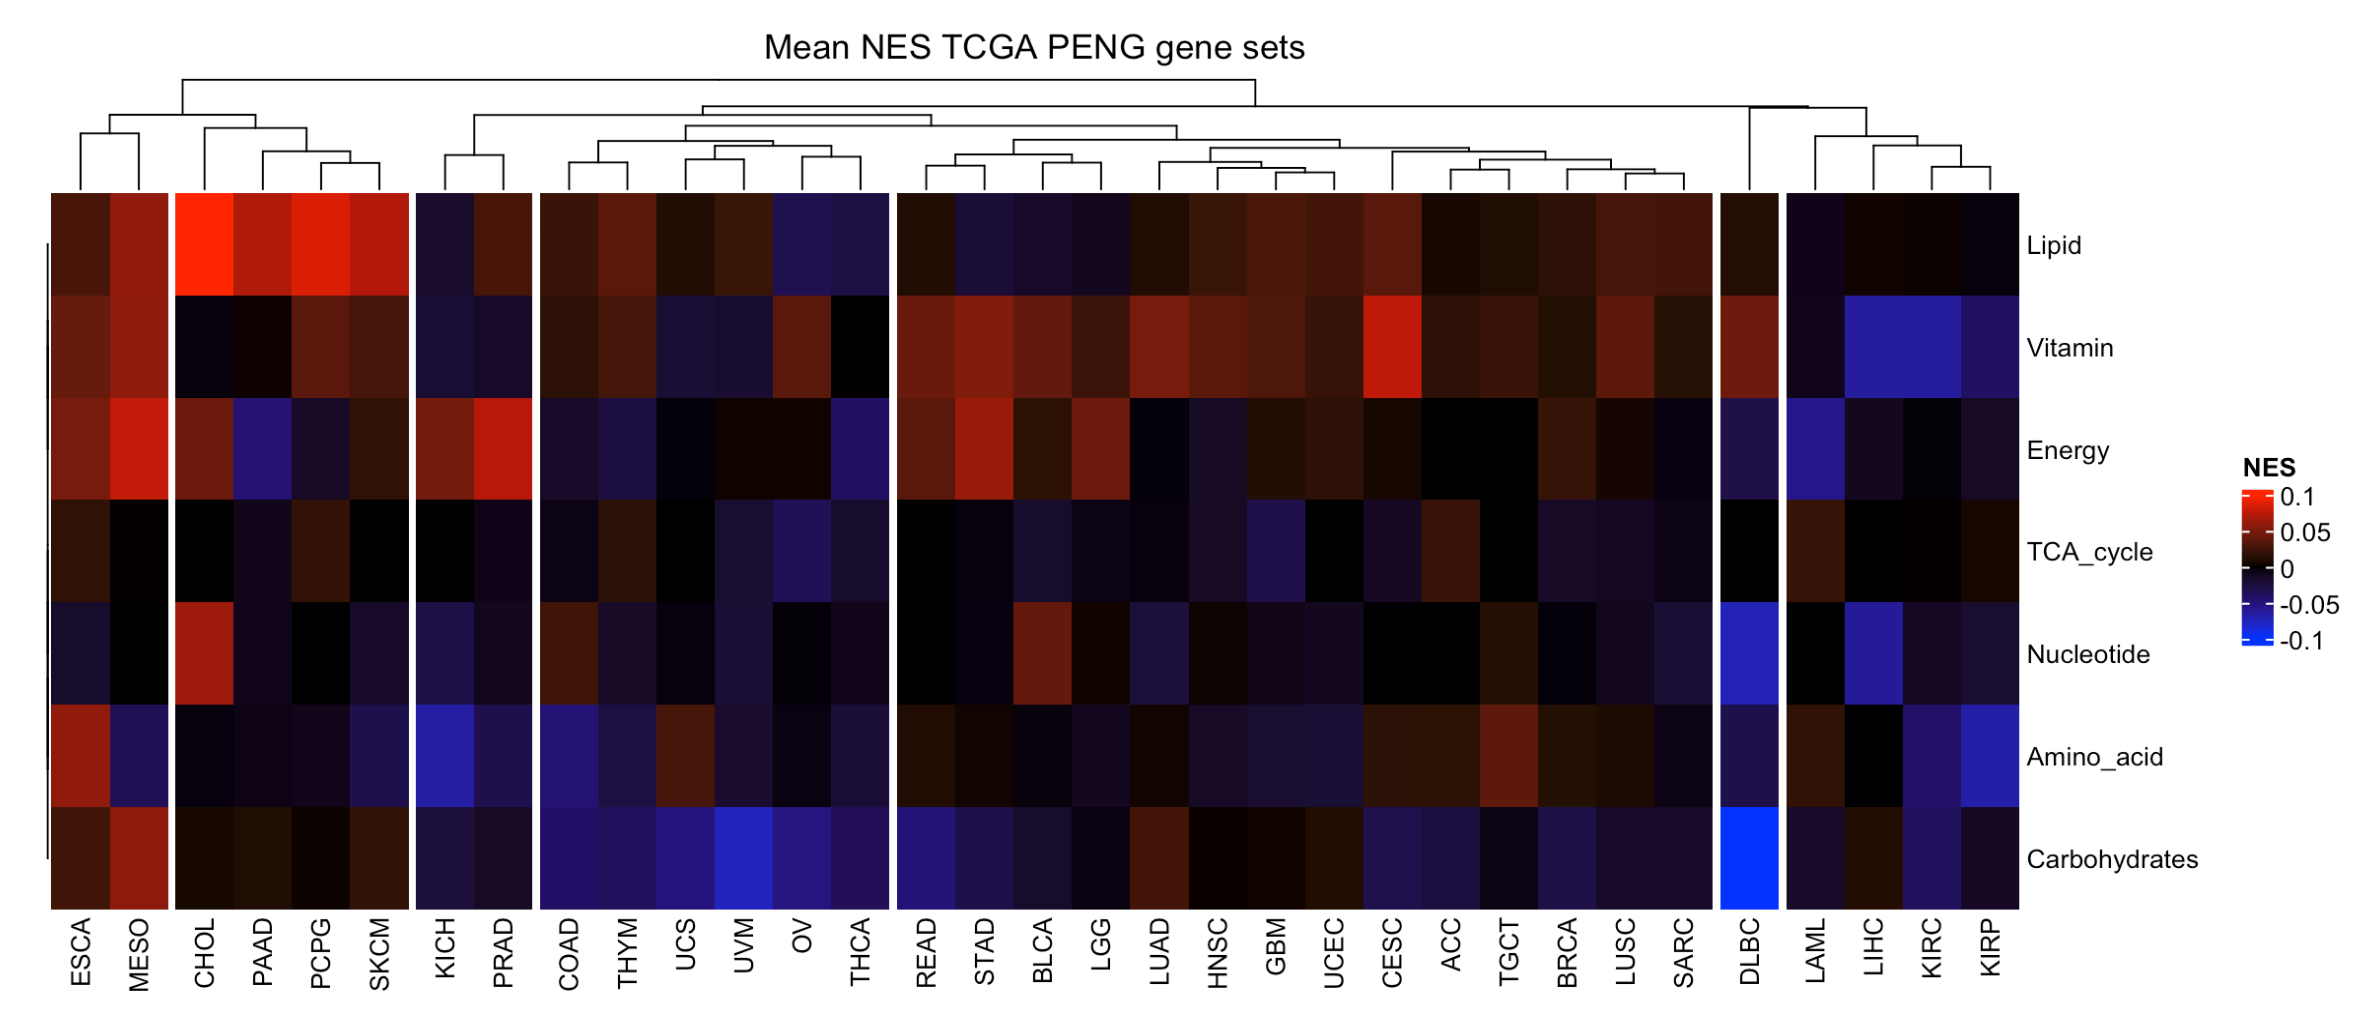 Mean NES TCGA PENG gene sets
Lipid
Vitamin
Energy
TCA_cycle
Nucleotide
Amino_acid
Carbohydrates
NES
0.1
0.05
0
-0.05
-0.1
ESCA
MESO
CHOL
PAAD
PCPG
SKCM
KICH
PRAD
COAD
THYM
UCS
UVM
OV
THCA
READ
STAD
BLCA
LGG
LUAD
HNSC
GBM
UCEC
CESC
ACC
TGCT
BRCA
LUSC
SARC
DLBC
LAML
LIHC
KIRC
KIRP